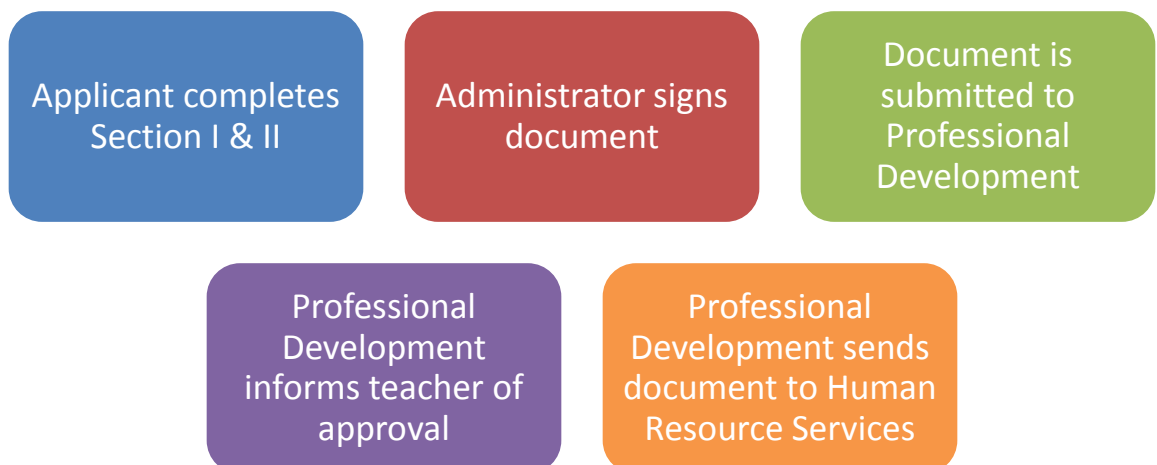 Applicant completes
Section I & II
Administrator signs
document
Document is
submitted to
Professional
Development
Professional
Development
informs teacher of
approval
Professional
Development sends
document to Human
Resource Services